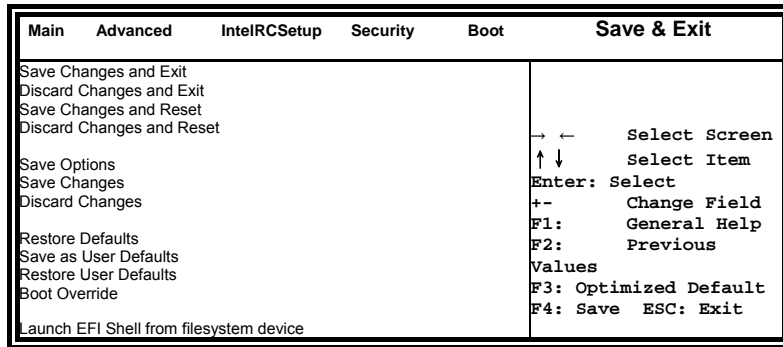 Main Advanced IntelRCSetup Security Boot Save & Exit
Save Changes and Exit
Discard Changes and Exit
Save Changes and Reset
Discard Changes and Reset
Save Options
Save Changes
Discard Changes
Restore Defaults
Save as User Defaults
Restore User Defaults
Boot Override
Launch EFI Shell from filesystem device
→ ← Select Screen
↑↓ Select Item
Enter: Select
+- Change Field
F1: General Help
F2: Previous
Values
F3: Optimized Default
F4: Save ESC: Exit